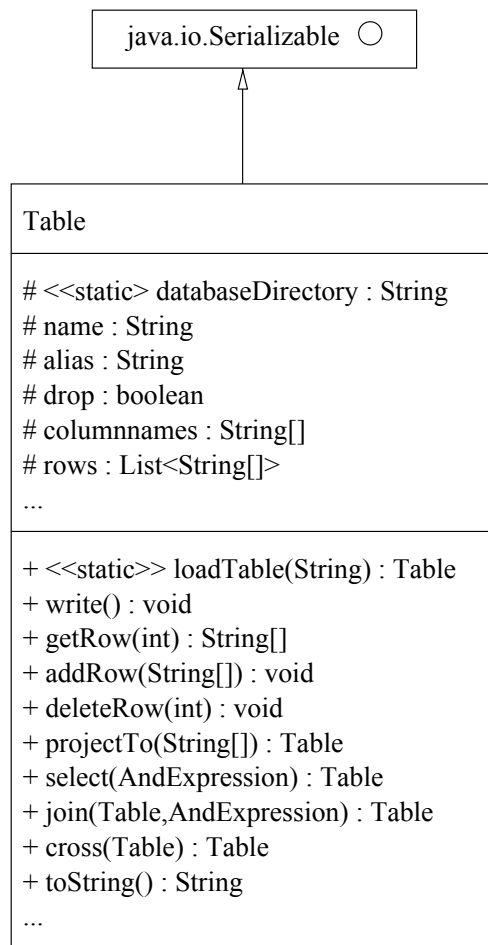 java.io.Serializable
Table
# <<static> databaseDirectory : String
# name : String
# alias : String
# drop : boolean
# columnnames : String[]
# rows : List<String[]>
...
+ <<static>> loadTable(String) : Table
+ write() : void
+ getRow(int) : String[]
+ addRow(String[]) : void
+ deleteRow(int) : void
+ projectTo(String[]) : Table
+ select(AndExpression) : Table
+ join(Table,AndExpression) : Table
+ cross(Table) : Table
+ toString() : String
...